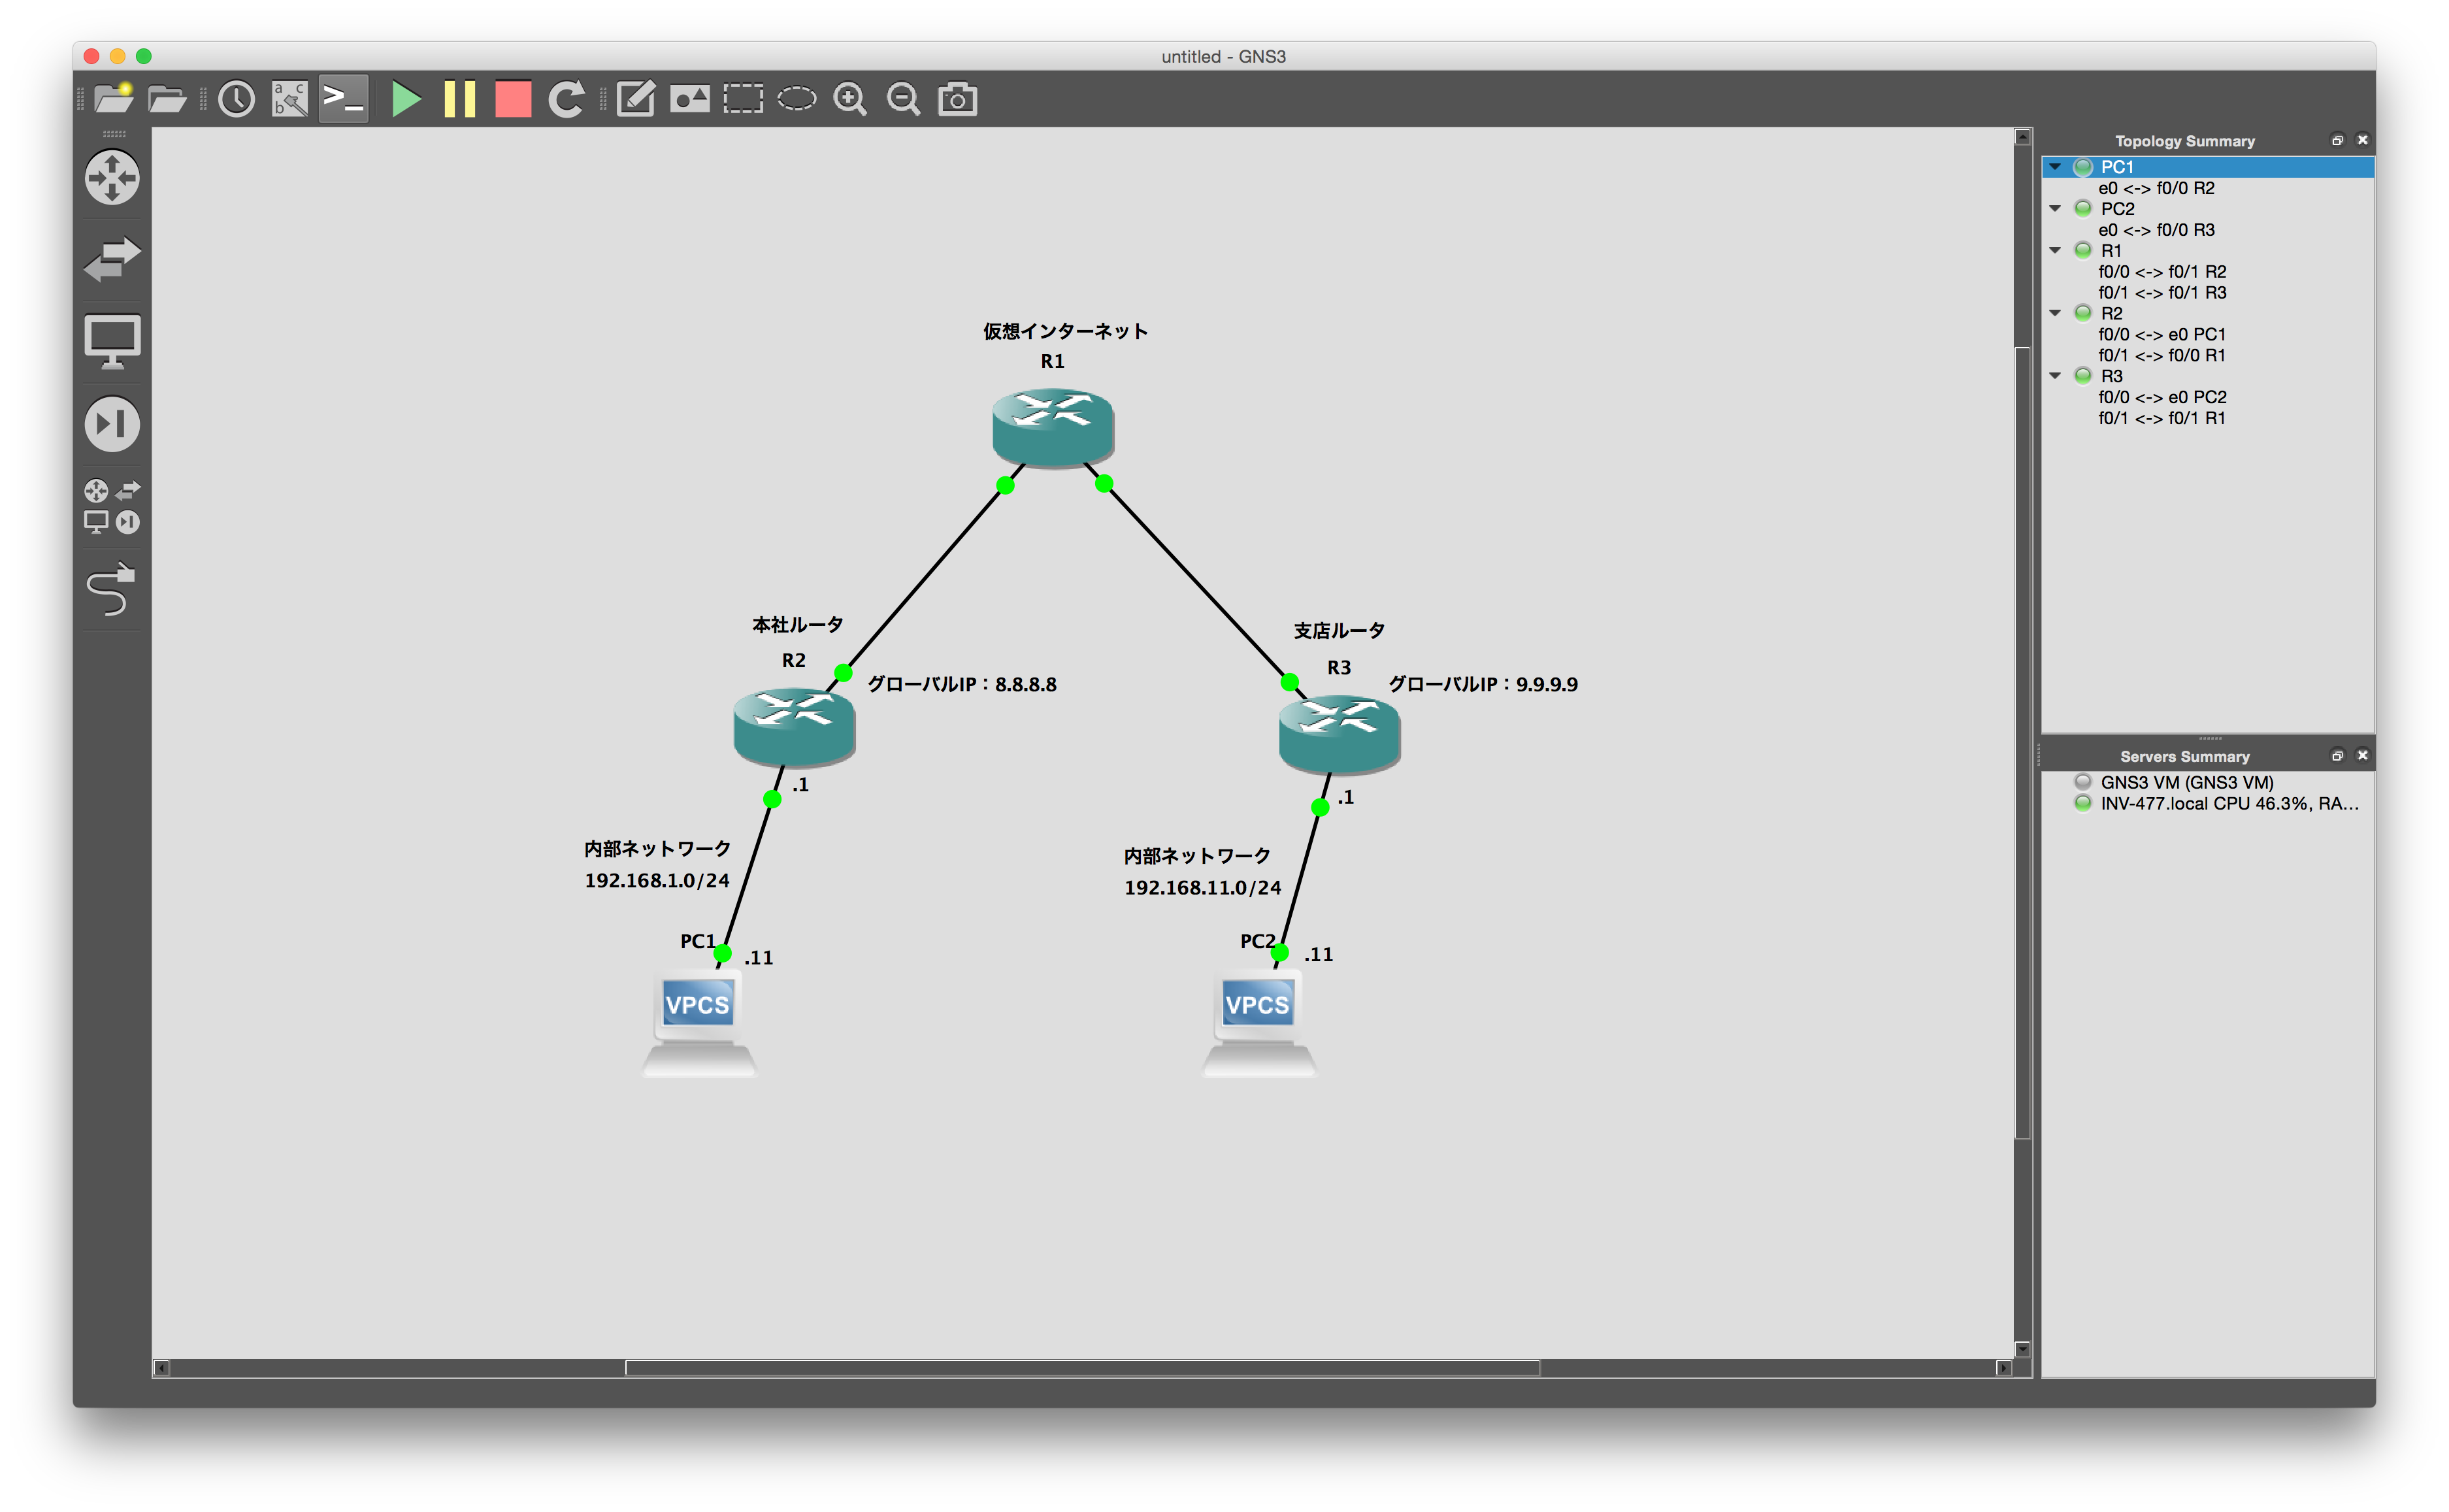 untitled - GNS3
a c
b
>_
仮想インターネット
R1
本社ルータ
R2
グローバルIP：8.8.8.8
支店ルータ
R3
グローバルIP：9.9.9.9
.1
.1
内部ネットワーク
192.168.1.0/24
内部ネットワーク
192.168.11.0/24
PC1
.11
PC2
.11
VPCS
VPCS
Topology Summary
PC1
e0 <-> f0/0 R2
PC2
e0 <-> f0/0 R3
R1
f0/0 <-> f0/1 R2
f0/1 <-> f0/1 R3
R2
f0/0 <-> e0 PC1
f0/1 <-> f0/0 R1
R3
f0/0 <-> e0 PC2
f0/1 <-> f0/1 R1
Servers Summary
GNS3 VM (GNS3 VM)
INV-477.local CPU 46.3%, RA...